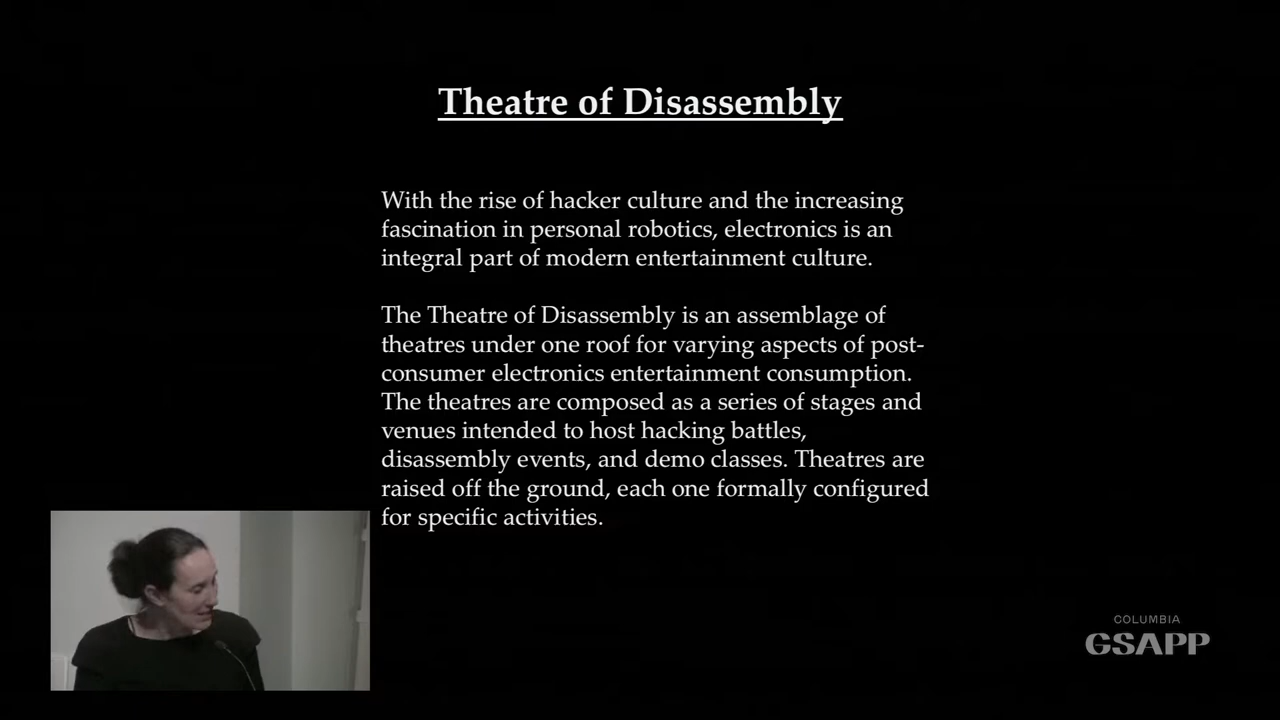 Theatre of Disassembly
With the rise of hacker culture and the increasing
fascination in personal robotics, electronics is an
integral part of modern entertainment culture.
The Theatre of Disassembly is an assemblage of
theatres under one roof for varying aspects of post-
consumer electronics entertainment consumption.
The theatres are composed as a series of stages and
venues intended to host hacking battles,
disassembly events, and demo classes. Theatres are
raised off the ground, each one formally configured
for specific activities.
COLUMBIA
GSAPP